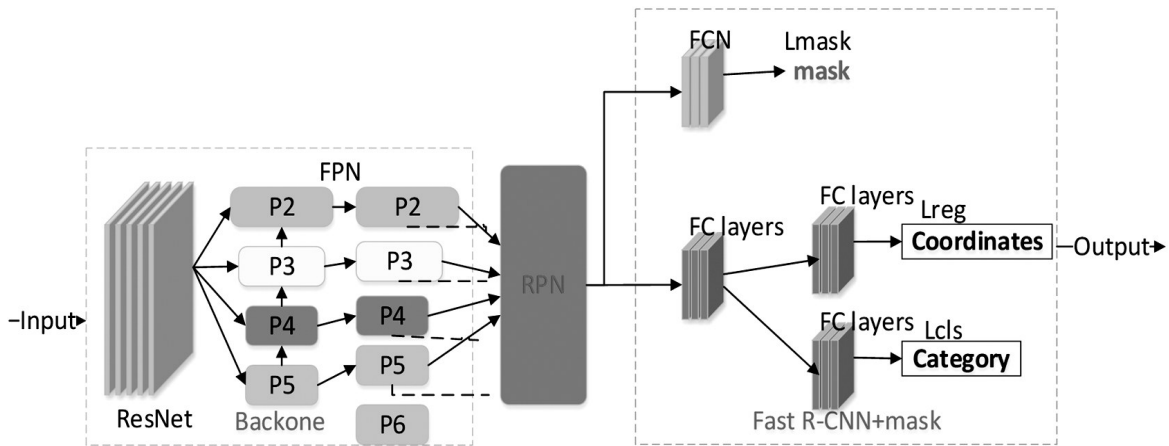 FCN
Lmask
mask
FPN
P2
P2
P3
P3
P4
P4
P5
P5
P6
ResNet
Backone
Input
RPN
FC layers
FC layers
Lreg
Coordinates
Output
FC layers
Lcls
Category
Fast R-CNN+mask